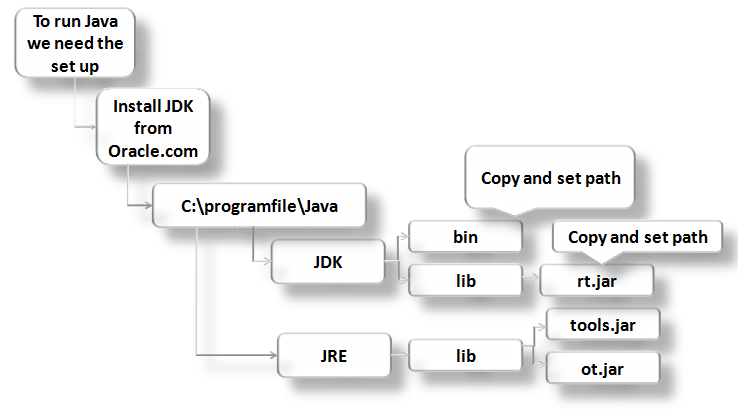 To run Java
we need the
set up
Install JDK
from
Oracle.com
Copy and set path
C:\programfile\Java
bin
Copy and set path
JDK
lib
rt.jar
tools.jar
JRE
lib
ot.jar